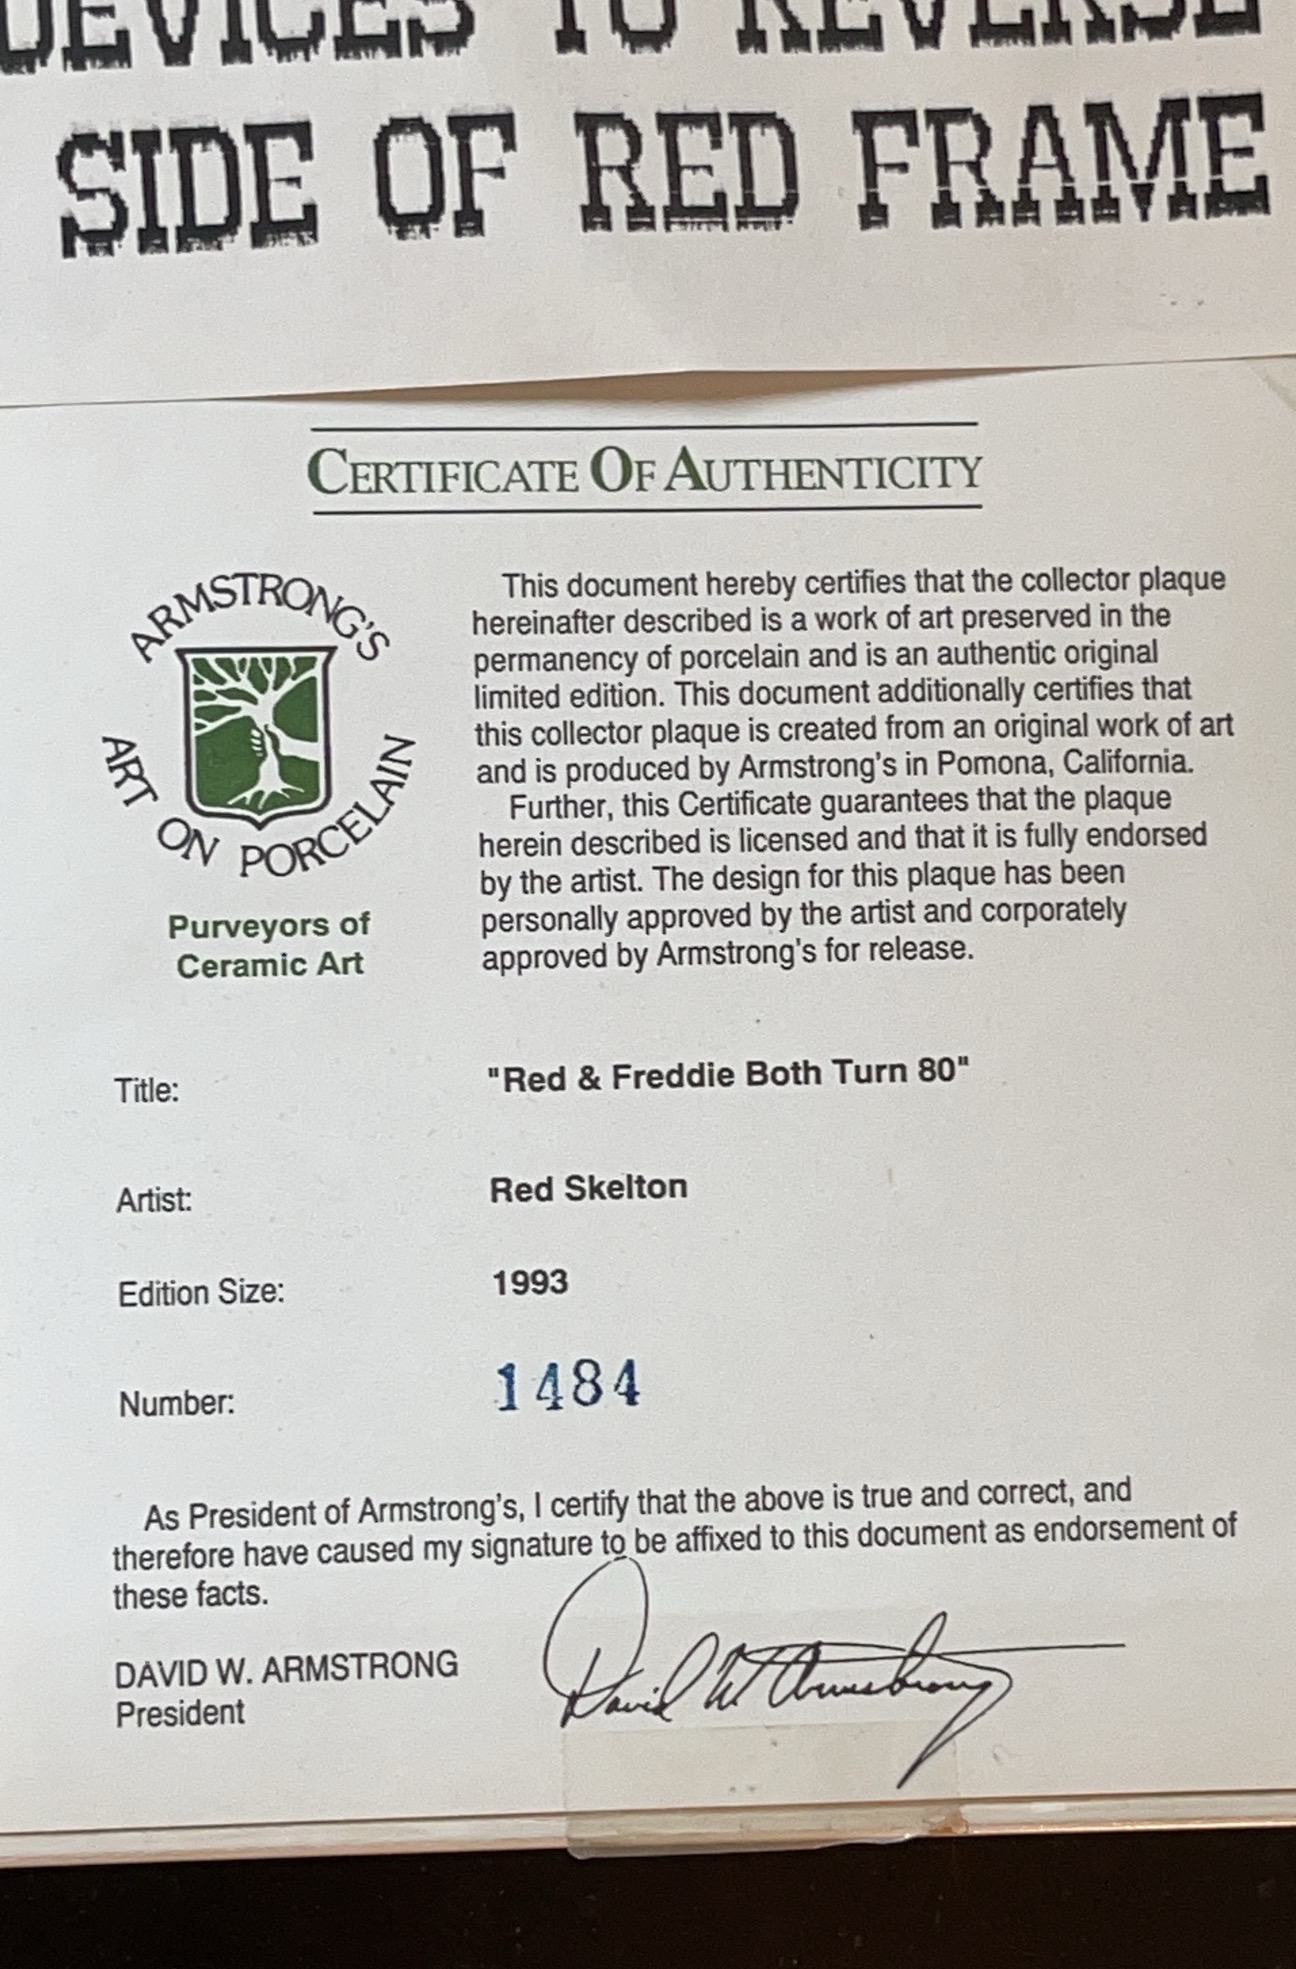 DEVICES TO REVERSE
SIDE OF RED FRAME
CERTIFICATE OF AUTHENTICITY
ARMSTRONG'S
ART ON PORCELAIN
Purveyors of
Ceramic Art
This document hereby certifies that the collector plaque
hereinafter described is a work of art preserved in the
permanency of porcelain and is an authentic original
limited edition. This document additionally certifies that
this collector plaque is created from an original work of art
and is produced by Armstrong's in Pomona, California.
Further, this Certificate guarantees that the plaque
herein described is licensed and that it is fully endorsed
by the artist. The design for this plaque has been
personally approved by the artist and corporately
approved by Armstrong's for release.
Title: "Red & Freddie Both Turn 80"
Artist: Red Skelton
Edition Size: 1993
Number: 1484
As President of Armstrong's, I certify that the above is true and correct, and
therefore have caused my signature to be affixed to this document as endorsement of
these facts.
DAVID W. ARMSTRONG
President
David W Armstrong